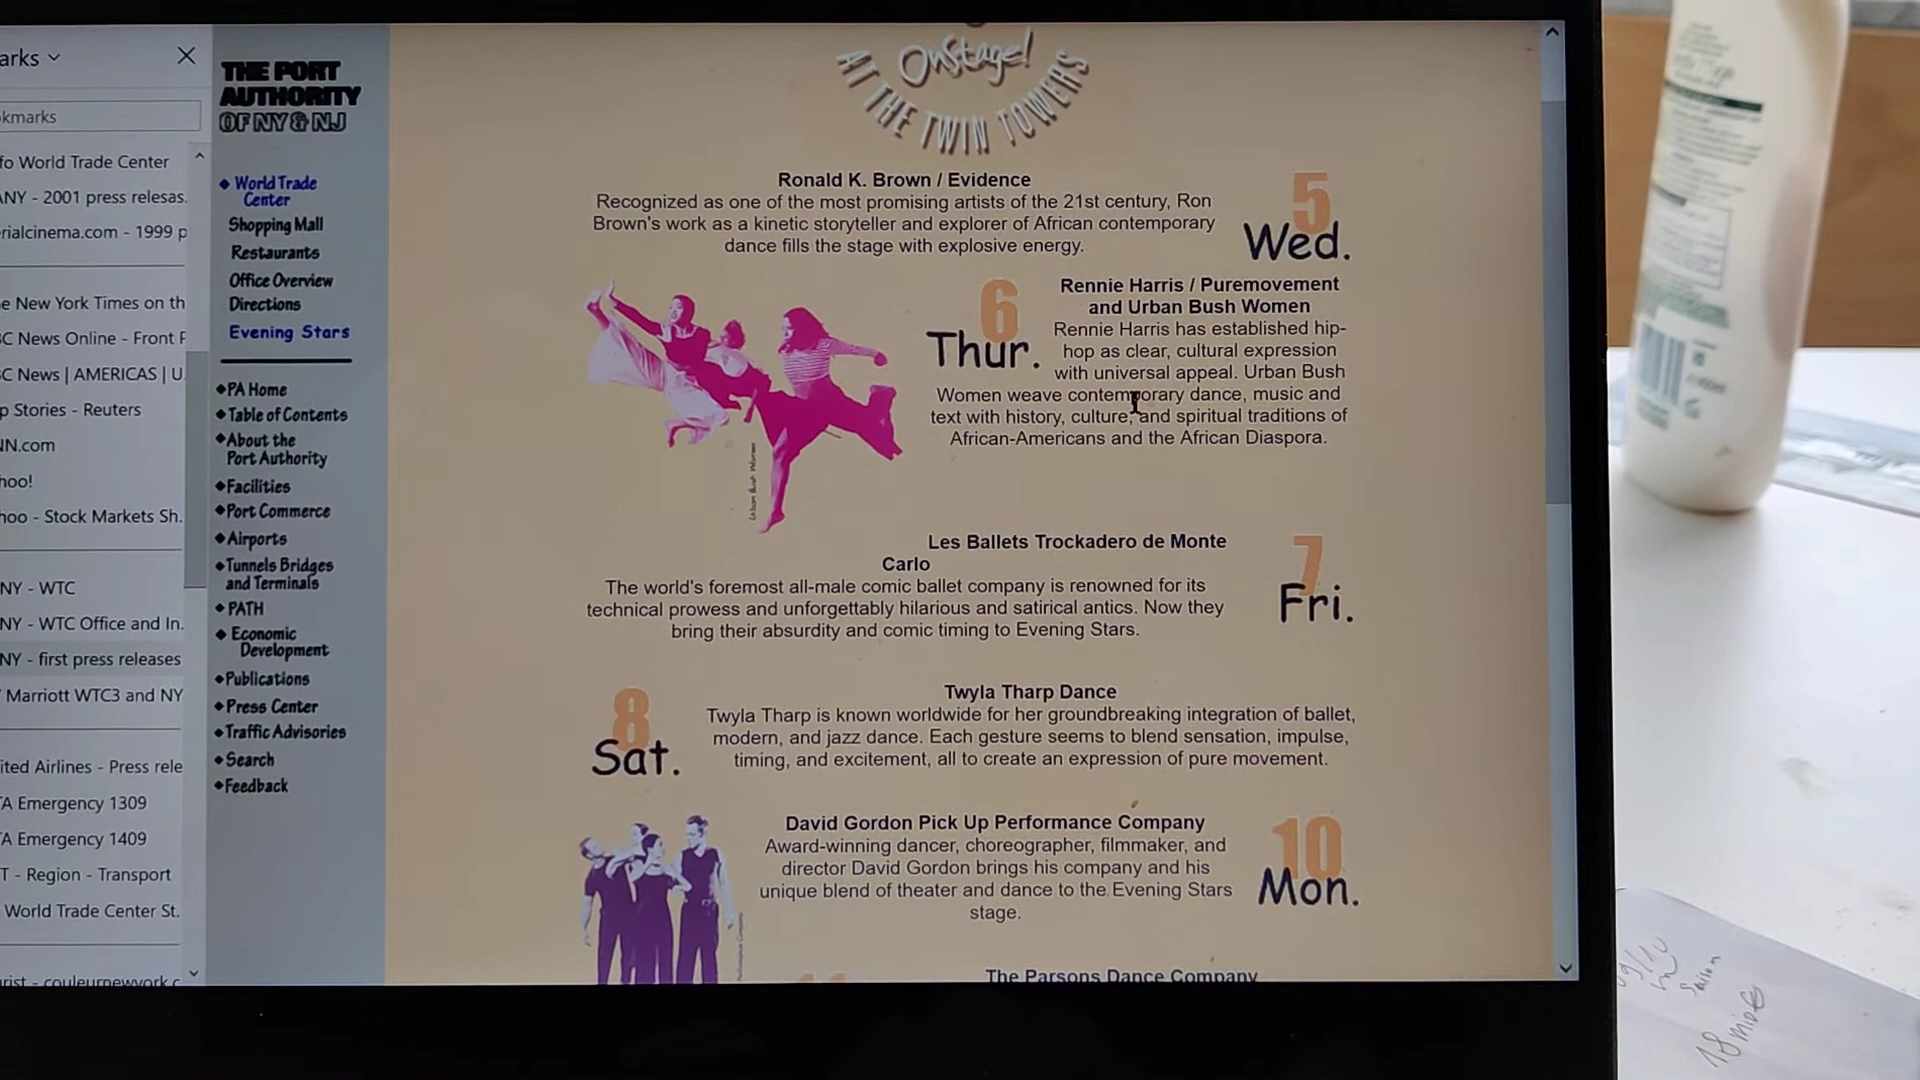 arks
kmarks
fo World Trade Center
ANY - 2001 press relesas.
erialcinema.com - 1999 p
e New York Times on th
C News Online - Front P
C News | AMERICAS | U.
p Stories - Reuters
NN.com
hoo!
hoo - Stock Markets Sh.
NY - WTC
NY - WTC Office and In.
NY - first press releases
Marriott WTC3 and NY
ited Airlines - Press rele
TA Emergency 1309
TA Emergency 1409
T - Region - Transport
World Trade Center St.
urist - couleurnewyork.c
THE PORT
AUTHORITY
OF NY & NJ
World Trade
Center
Shopping Mall
Restaurants
Office Overview
Directions
Evening Stars
PA Home
Table of Contents
About the
Port Authority
Facilities
Port Commerce
Airports
Tunnels Bridges
and Terminals
PATH
Economic
Development
Publications
Press Center
Traffic Advisories
Search
Feedback
OnStage!
AT THE TWIN TOWERS
Ronald K. Brown / Evidence
Recognized as one of the most promising artists of the 21st century, Ron
Brown's work as a kinetic storyteller and explorer of African contemporary
dance fills the stage with explosive energy.
5
Wed.
6
Thur.
Rennie Harris / Puremovement
and Urban Bush Women
Rennie Harris has established hip-
hop as clear, cultural expression
with universal appeal. Urban Bush
Women weave contemporary dance, music and
text with history, culture, and spiritual traditions of
African-Americans and the African Diaspora.
Urban Bush Women
Les Ballets Trockadero de Monte
Carlo
The world's foremost all-male comic ballet company is renowned for its
technical prowess and unforgettably hilarious and satirical antics. Now they
bring their absurdity and comic timing to Evening Stars.
7
Fri.
8
Sat.
Twyla Tharp Dance
Twyla Tharp is known worldwide for her groundbreaking integration of ballet,
modern, and jazz dance. Each gesture seems to blend sensation, impulse,
timing, and excitement, all to create an expression of pure movement.
David Gordon Pick Up Performance Company
Award-winning dancer, choreographer, filmmaker, and
director David Gordon brings his company and his
unique blend of theater and dance to the Evening Stars
stage.
10
Mon.
Performance Company
11
The Parsons Dance Company
18